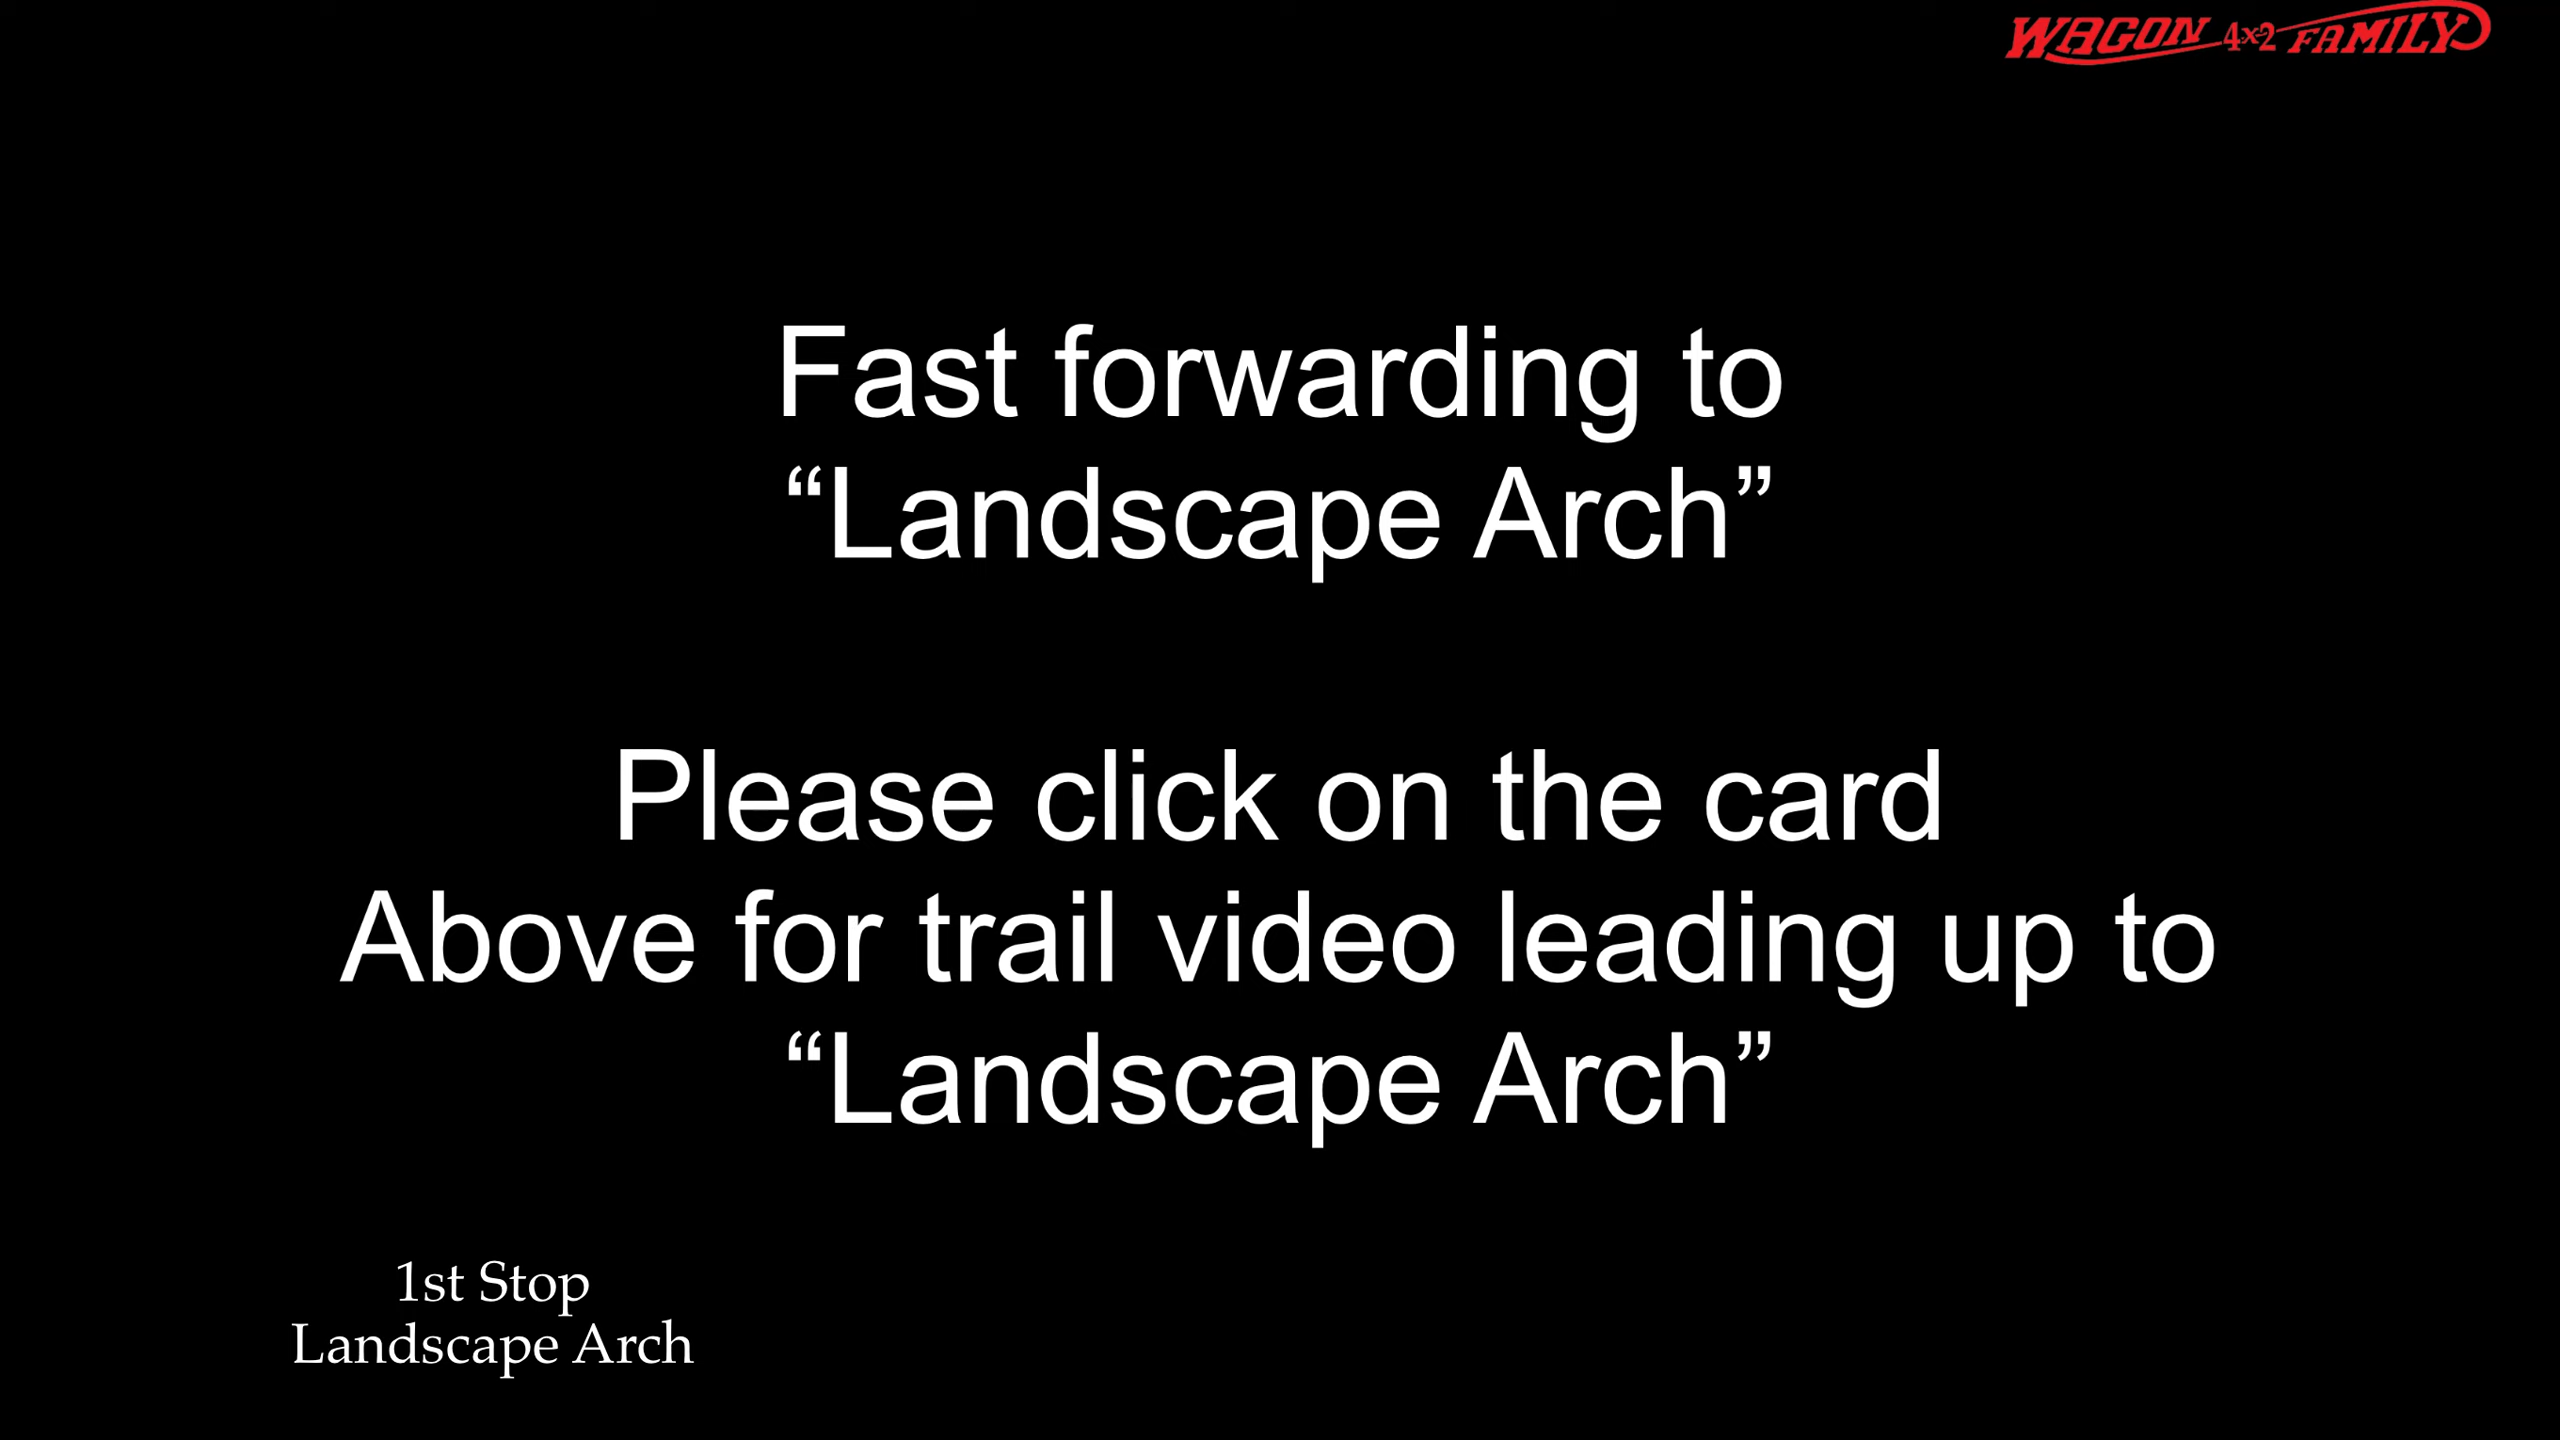 WAGON 4x2 FAMILY
Fast forwarding to
“Landscape Arch”
Please click on the card
Above for trail video leading up to
“Landscape Arch”
1st Stop
Landscape Arch